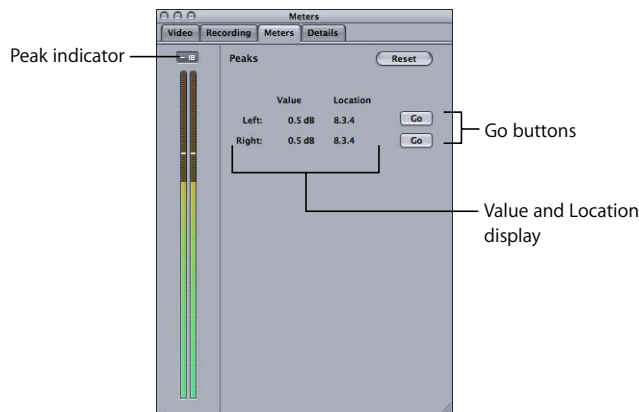 Meters
Video Recording Meters Details
Peak indicator
- 18
Peaks
Reset
Value Location
Left: 0.5 dB 8.3.4 Go
Right: 0.5 dB 8.3.4 Go
Go buttons
Value and Location
display